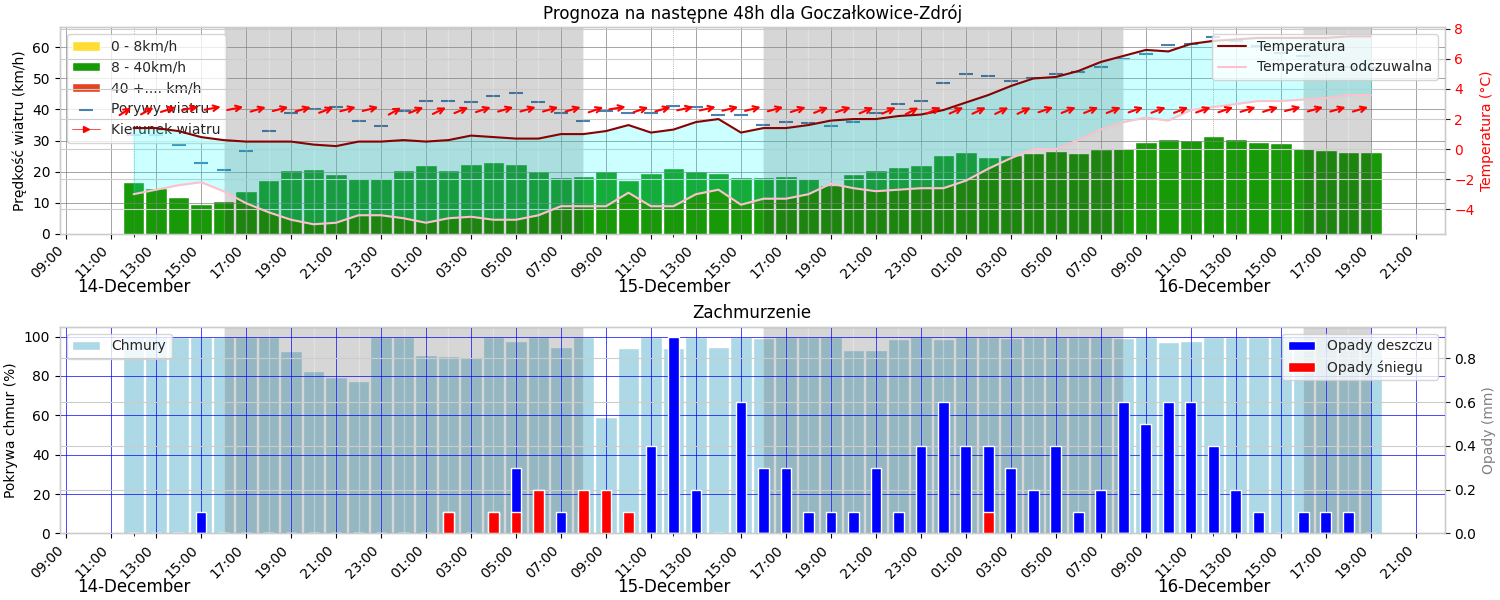 Prognoza na następne 48h dla Goczałkowice-Zdrój
Prędkość wiatru (km/h)
60
50
40
30
20
10
0
0 - 8km/h
8 - 40km/h
40 +.... km/h
Porywy wiatru
Kierunek wiatru
Temperatura
Temperatura odczuwalna
8
6
4
2
0
−2
−4
Temperatura (°C)
09:00 11:00 13:00 15:00 17:00 19:00 21:00 23:00 01:00 03:00 05:00 07:00 09:00 11:00 13:00 15:00 17:00 19:00 21:00 23:00 01:00 03:00 05:00 07:00 09:00 11:00 13:00 15:00 17:00 19:00 21:00
14-December 15-December 16-December
Zachmurzenie
Pokrywa chmur (%)
100
80
60
40
20
0
Chmury
Opady deszczu
Opady śniegu
0.8
0.6
0.4
0.2
0.0
Opady (mm)
09:00 11:00 13:00 15:00 17:00 19:00 21:00 23:00 01:00 03:00 05:00 07:00 09:00 11:00 13:00 15:00 17:00 19:00 21:00 23:00 01:00 03:00 05:00 07:00 09:00 11:00 13:00 15:00 17:00 19:00 21:00
14-December 15-December 16-December